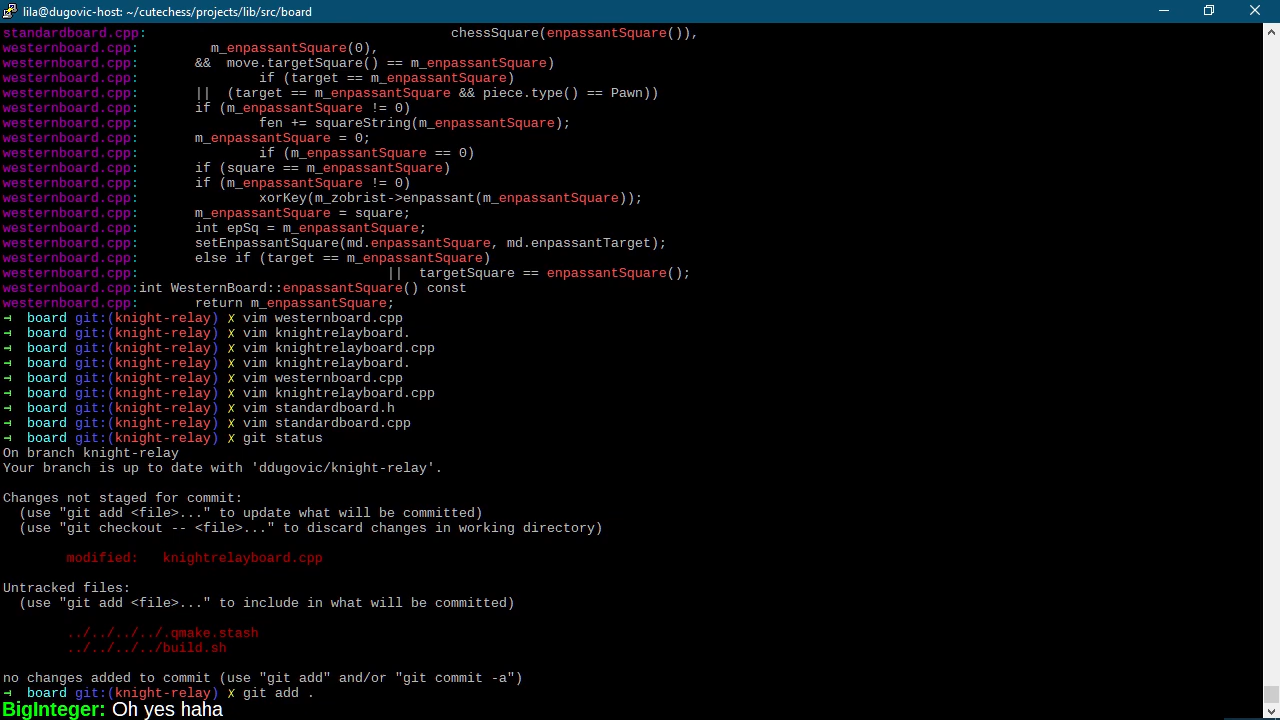 lila@dugovic-host: ~/cutechess/projects/lib/src/board
standardboard.cpp:                                      chessSquare(enpassantSquare()),
westernboard.cpp:         m_enpassantSquare(0),
westernboard.cpp:       &&  move.targetSquare() == m_enpassantSquare)
westernboard.cpp:               if (target == m_enpassantSquare)
westernboard.cpp:       ||  (target == m_enpassantSquare && piece.type() == Pawn))
westernboard.cpp:       if (m_enpassantSquare != 0)
westernboard.cpp:               fen += squareString(m_enpassantSquare);
westernboard.cpp:       m_enpassantSquare = 0;
westernboard.cpp:               if (m_enpassantSquare == 0)
westernboard.cpp:       if (square == m_enpassantSquare)
westernboard.cpp:       if (m_enpassantSquare != 0)
westernboard.cpp:               xorKey(m_zobrist->enpassant(m_enpassantSquare));
westernboard.cpp:       m_enpassantSquare = square;
westernboard.cpp:       int epSq = m_enpassantSquare;
westernboard.cpp:       setEnpassantSquare(md.enpassantSquare, md.enpassantTarget);
westernboard.cpp:       else if (target == m_enpassantSquare)
westernboard.cpp:                               ||  targetSquare == enpassantSquare();
westernboard.cpp:int WesternBoard::enpassantSquare() const
westernboard.cpp:       return m_enpassantSquare;
→  board git:(knight-relay) ✗ vim westernboard.cpp
→  board git:(knight-relay) ✗ vim knightrelayboard.
→  board git:(knight-relay) ✗ vim knightrelayboard.cpp
→  board git:(knight-relay) ✗ vim knightrelayboard.
→  board git:(knight-relay) ✗ vim westernboard.cpp
→  board git:(knight-relay) ✗ vim knightrelayboard.cpp
→  board git:(knight-relay) ✗ vim standardboard.h
→  board git:(knight-relay) ✗ vim standardboard.cpp
→  board git:(knight-relay) ✗ git status
On branch knight-relay
Your branch is up to date with 'ddugovic/knight-relay'.
Changes not staged for commit:
  (use "git add <file>..." to update what will be committed)
  (use "git checkout -- <file>..." to discard changes in working directory)
        modified:   knightrelayboard.cpp
Untracked files:
  (use "git add <file>..." to include in what will be committed)
        ../../../../.qmake.stash
        ../../../../build.sh
no changes added to commit (use "git add" and/or "git commit -a")
→  board git:(knight-relay) ✗ git add .
BigInteger: Oh yes haha